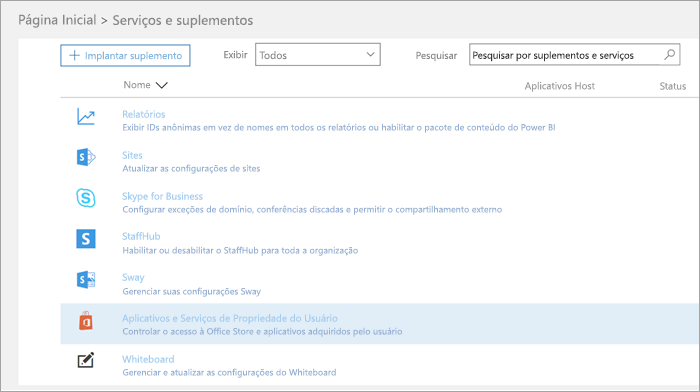 Página Inicial > Serviços e suplementos
+ Implantar suplemento Exibir Todos Pesquisar Pesquisar por suplementos e serviços
Nome Aplicativos Host Status
Relatórios
Exibir IDs anônimas em vez de nomes em todos os relatórios ou habilitar o pacote de conteúdo do Power BI
Sites
Atualizar as configurações de sites
Skype for Business
Configurar exceções de domínio, conferências discadas e permitir o compartilhamento externo
StaffHub
Habilitar ou desabilitar o StaffHub para toda a organização
Sway
Gerenciar suas configurações Sway
Aplicativos e Serviços de Propriedade do Usuário
Controlar o acesso à Office Store e aplicativos adquiridos pelo usuário
Whiteboard
Gerenciar e atualizar as configurações do Whiteboard